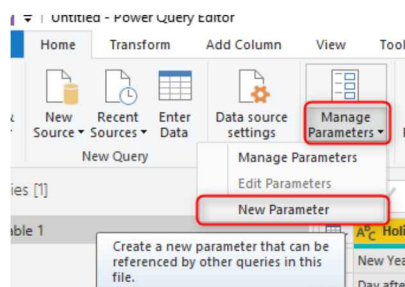 Untitled - Power Query Editor
Home Transform Add Column View
New Source Recent Sources Enter Data Data source settings Manage Parameters
New Query
Manage Parameters
Edit Parameters
[1]
New Parameter
1
Create a new parameter that can be
referenced by other queries in this
file.
New
Day